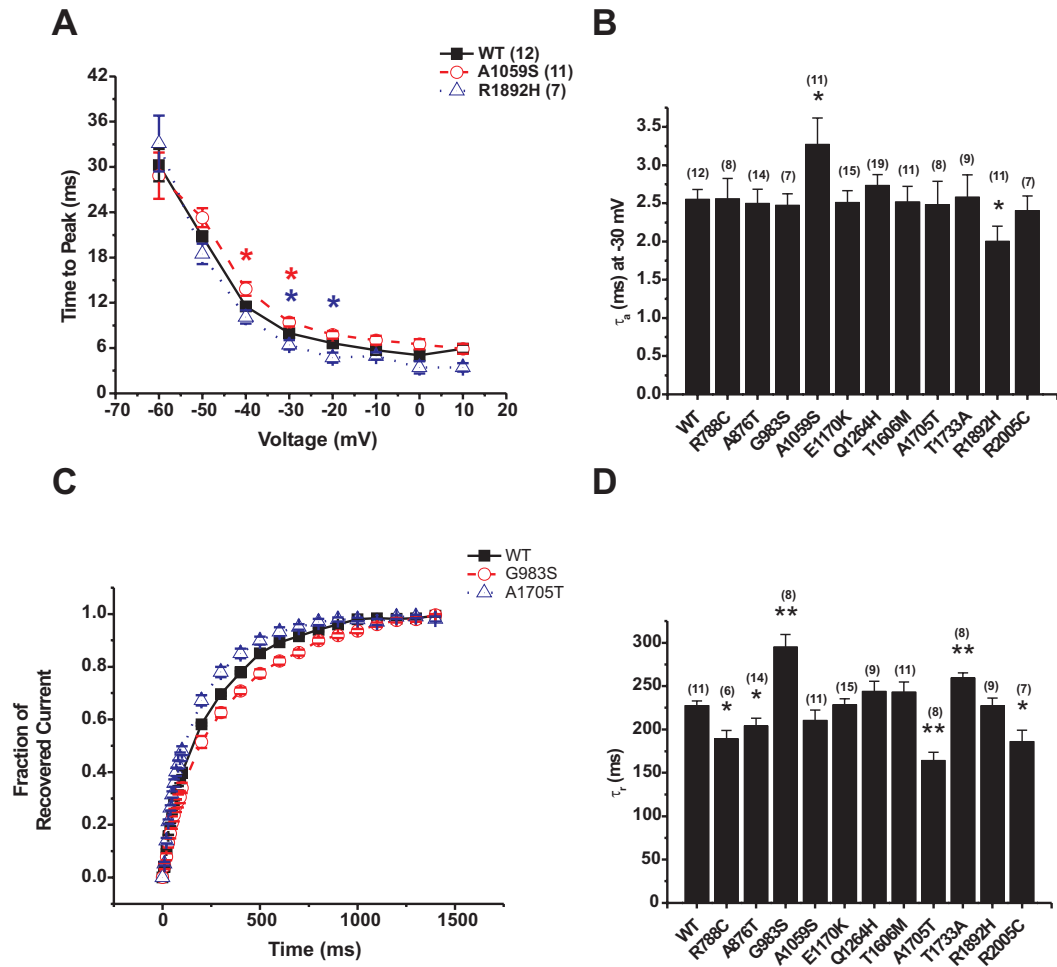 A
WT (12)
A1059S (11)
R1892H (7)
42
36
30
24
18
12
6
0
Time to Peak (ms)
* *
* *
-70 -60 -50 -40 -30 -20 -10 0 10 20
Voltage (mV)
B
3.5
3.0
2.5
2.0
1.5
1.0
0.5
0.0
τa (ms) at -30 mV
(12) (8) (14) (7) (11) (15) (19) (11) (8) (9) (11) (7)
* *
WT R788C A876T G983S A1059S E1170K Q1264H T1606M A1705T T1733A R1892H R2005C
C
WT
G983S
A1705T
1.0
0.8
0.6
0.4
0.2
0.0
Fraction of
Recovered Current
0 500 1000 1500
Time (ms)
D
300
250
200
150
100
50
0
τr (ms)
(11) (6) (14) (8) (11) (15) (9) (11) (8) (8) (9) (7)
* * ** ** ** *
WT R788C A876T G983S A1059S E1170K Q1264H T1606M A1705T T1733A R1892H R2005C